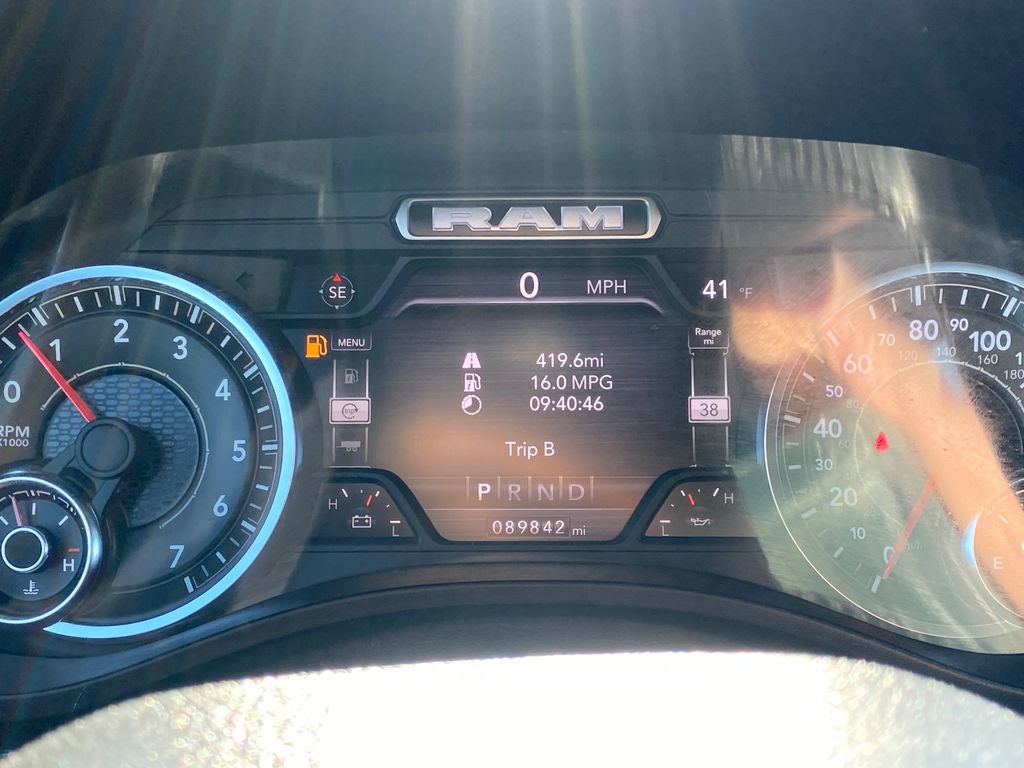 RAM
SE
0 MPH
41 °F
MENU
Range
mi
419.6mi
16.0 MPG
09:40:46
38
Trip B
P R N D
089842 mi
0 1 2 3 4 5 6 7
RPM
X1000
H
H L
L H
0 10 20 30 40 50 60 70 80 90 100
120 140 160 180
E